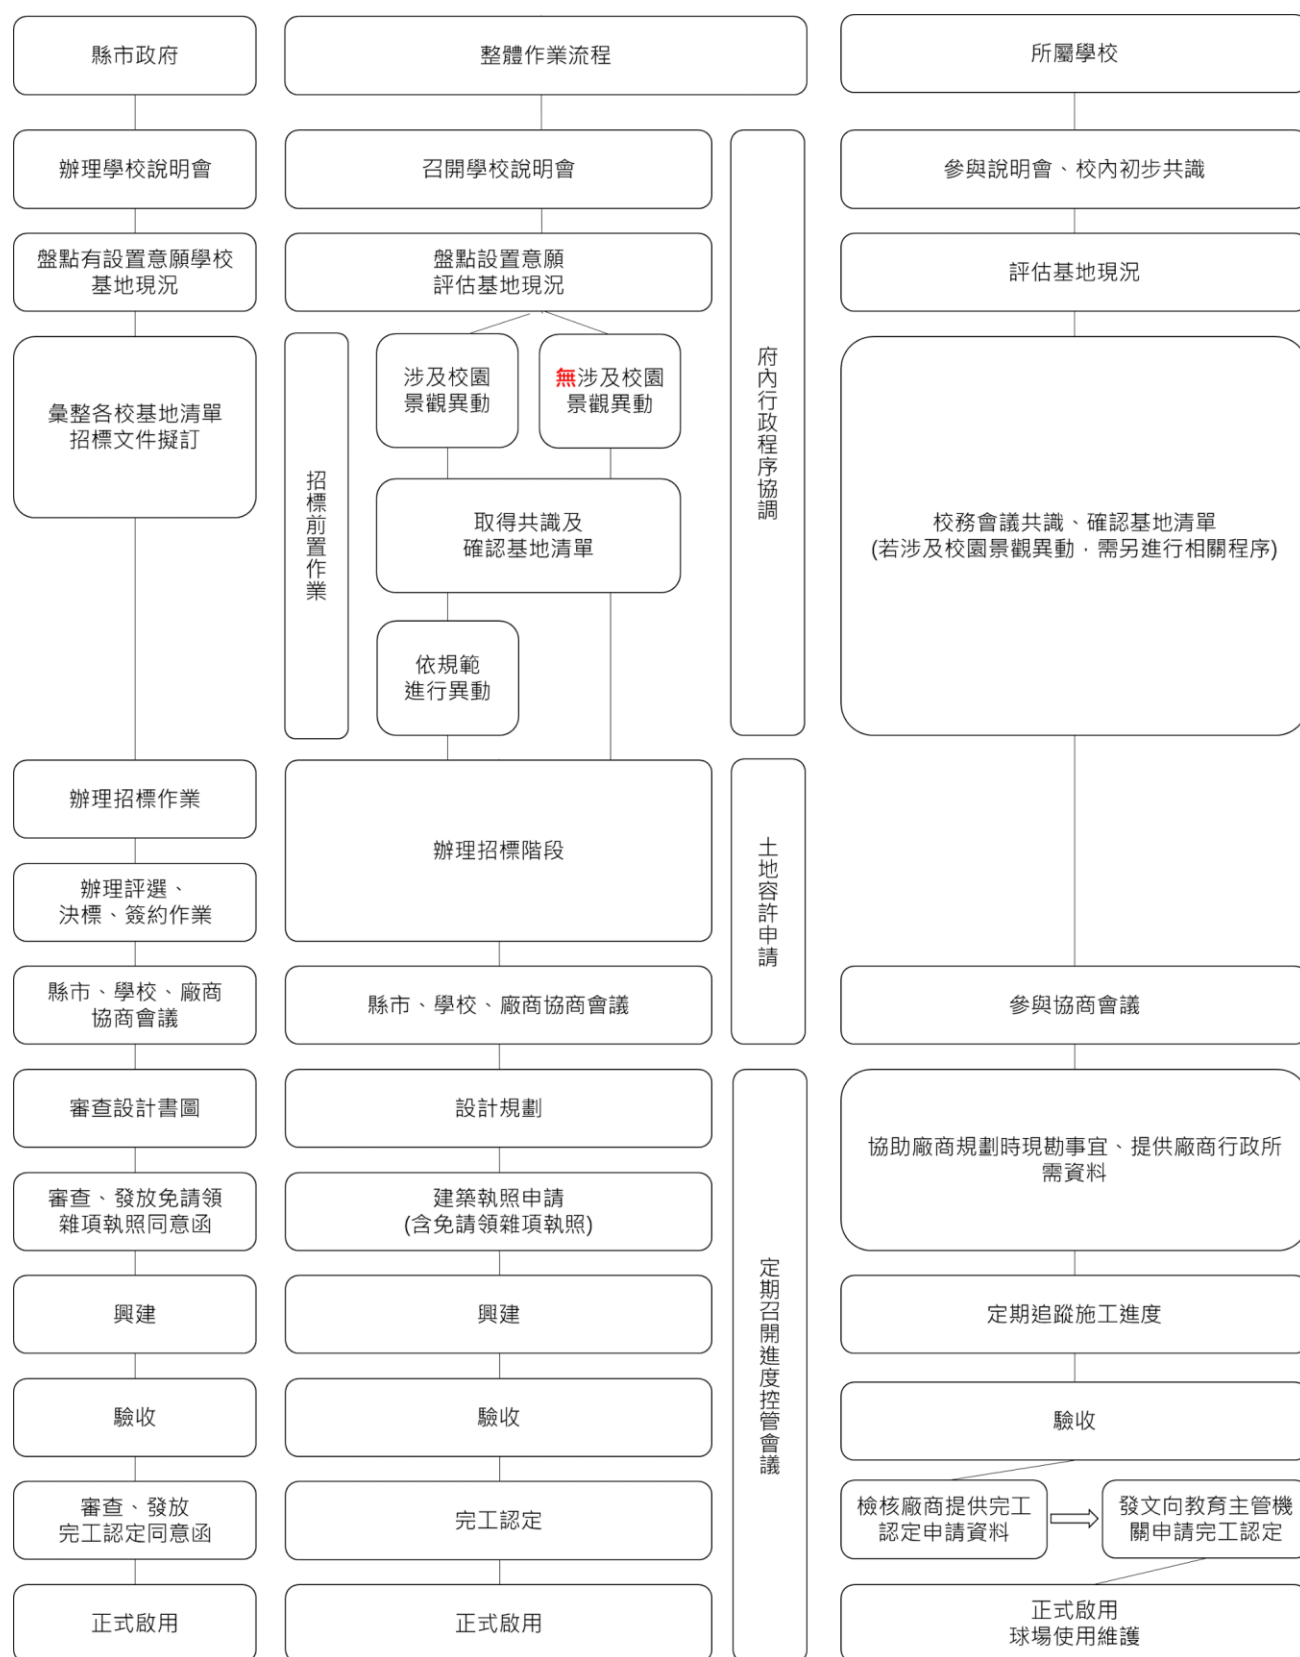 縣市政府
整體作業流程
所屬學校
辦理學校說明會
召開學校說明會
參與說明會、校內初步共識
盤點有設置意願學校
基地現況
盤點設置意願
評估基地現況
評估基地現況
彙整各校基地清單
招標文件擬訂
招標前置作業
涉及校園
景觀異動
無涉及校園
景觀異動
取得共識及
確認基地清單
依規範
進行異動
府內行政程序協調
校務會議共識、確認基地清單
(若涉及校園景觀異動，需另進行相關程序)
辦理招標作業
辦理招標階段
土地容許申請
辦理評選、
決標、簽約作業
縣市、學校、廠商
協商會議
縣市、學校、廠商協商會議
參與協商會議
審查設計書圖
設計規劃
定期召開進度控管會議
協助廠商規劃時現勘事宜、提供廠商行政所
需資料
審查、發放免請領
雜項執照同意函
建築執照申請
(含免請領雜項執照)
興建
興建
定期追蹤施工進度
驗收
驗收
驗收
審查、發放
完工認定同意函
完工認定
檢核廠商提供完工
認定申請資料
發文向教育主管機
關申請完工認定
正式啟用
正式啟用
正式啟用
球場使用維護